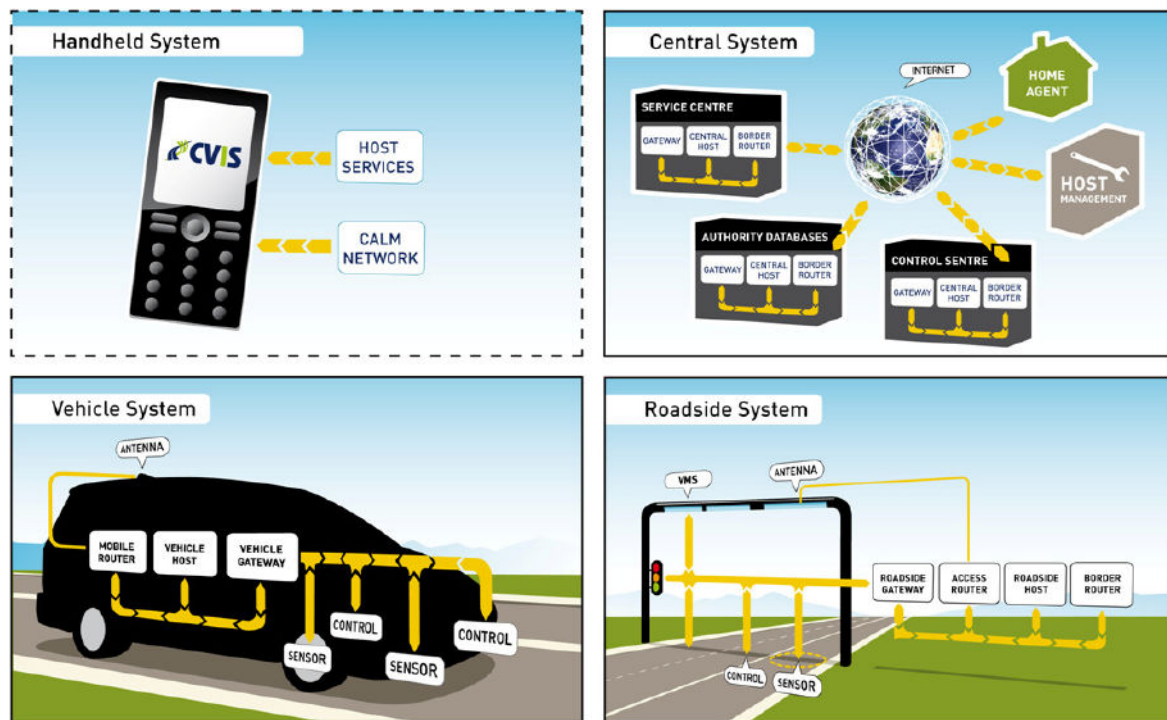 Handheld System
CVIS
HOST
SERVICES
CALM
NETWORK
Central System
INTERNET
HOME
AGENT
SERVICE CENTRE
GATEWAY
CENTRAL
HOST
BORDER
ROUTER
HOST
MANAGEMENT
AUTHORITY DATABASES
GATEWAY
CENTRAL
HOST
BORDER
ROUTER
CONTROL SENTRE
GATEWAY
CENTRAL
HOST
BORDER
ROUTER
Vehicle System
ANTENNA
MOBILE
ROUTER
VEHICLE
HOST
VEHICLE
GATEWAY
SENSOR
CONTROL
SENSOR
CONTROL
Roadside System
VMS
ANTENNA
ROADSIDE
GATEWAY
ACCESS
ROUTER
ROADSIDE
HOST
BORDER
ROUTER
CONTROL
SENSOR